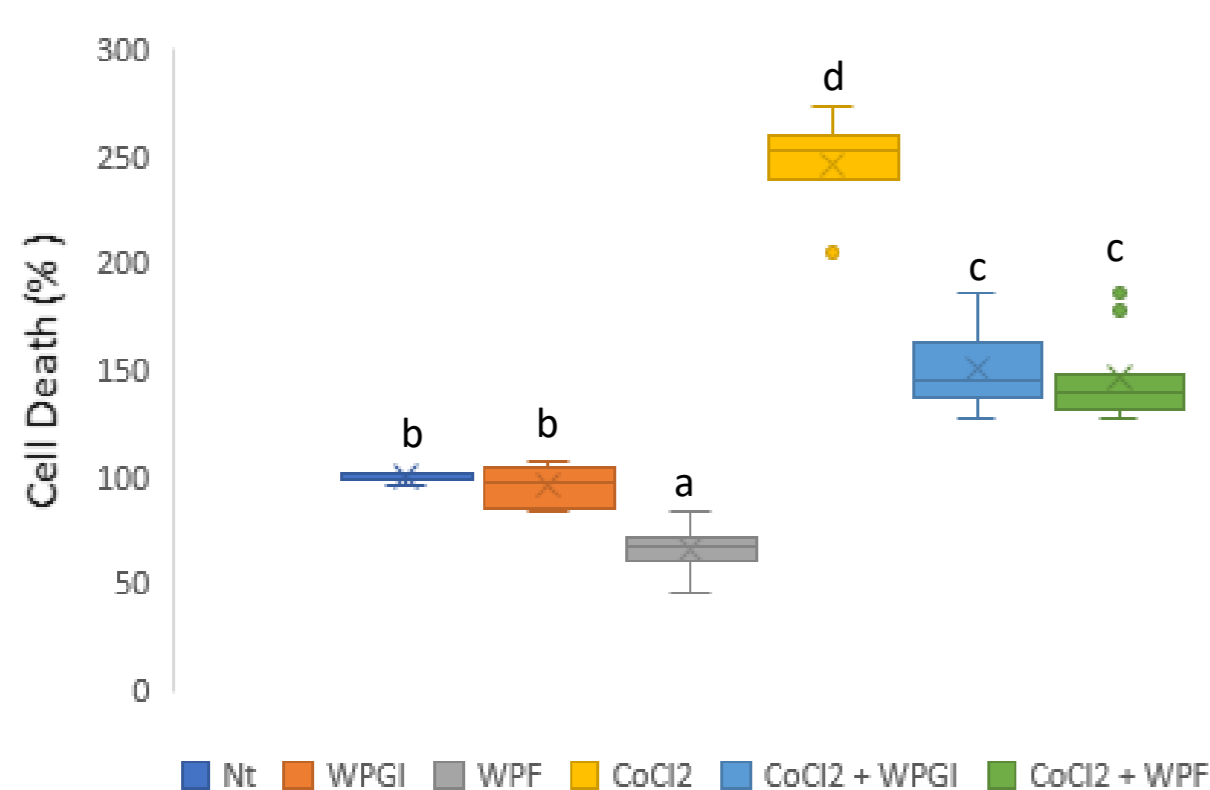 Cell Death (%)
300
250
200
150
100
50
0
b
b
a
d
c
c
Nt
WPGI
WPF
CoCl2
CoCl2 + WPGI
CoCl2 + WPF